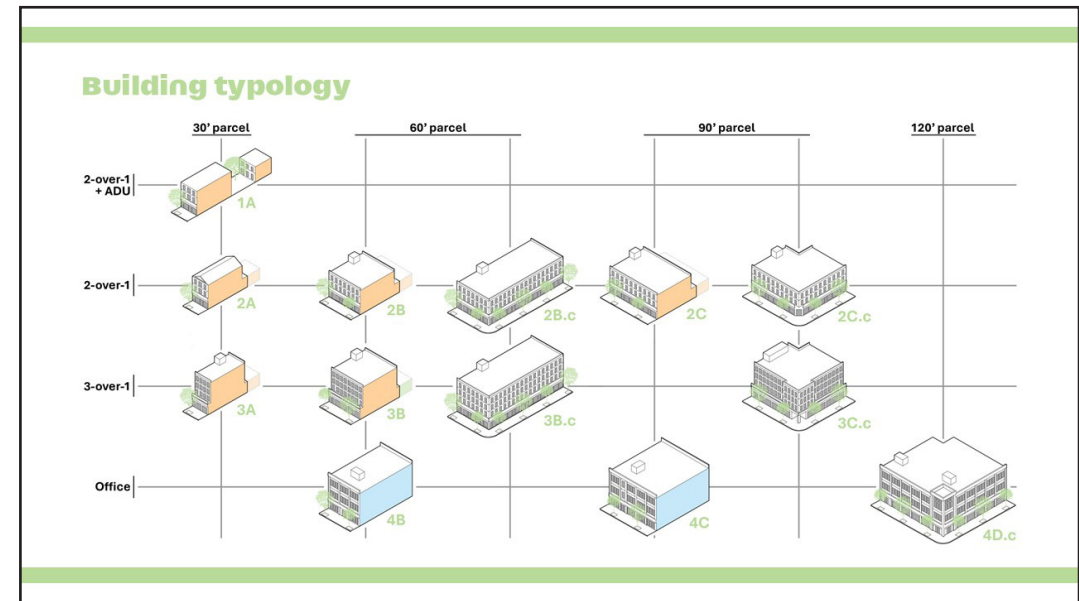 Building typology
30' parcel
60' parcel
90' parcel
120' parcel
2-over-1
+ ADU
1A
2-over-1
2A
2B
2B.c
2C
2C.c
3-over-1
3A
3B
3B.c
3C.c
Office
4B
4C
4D.c